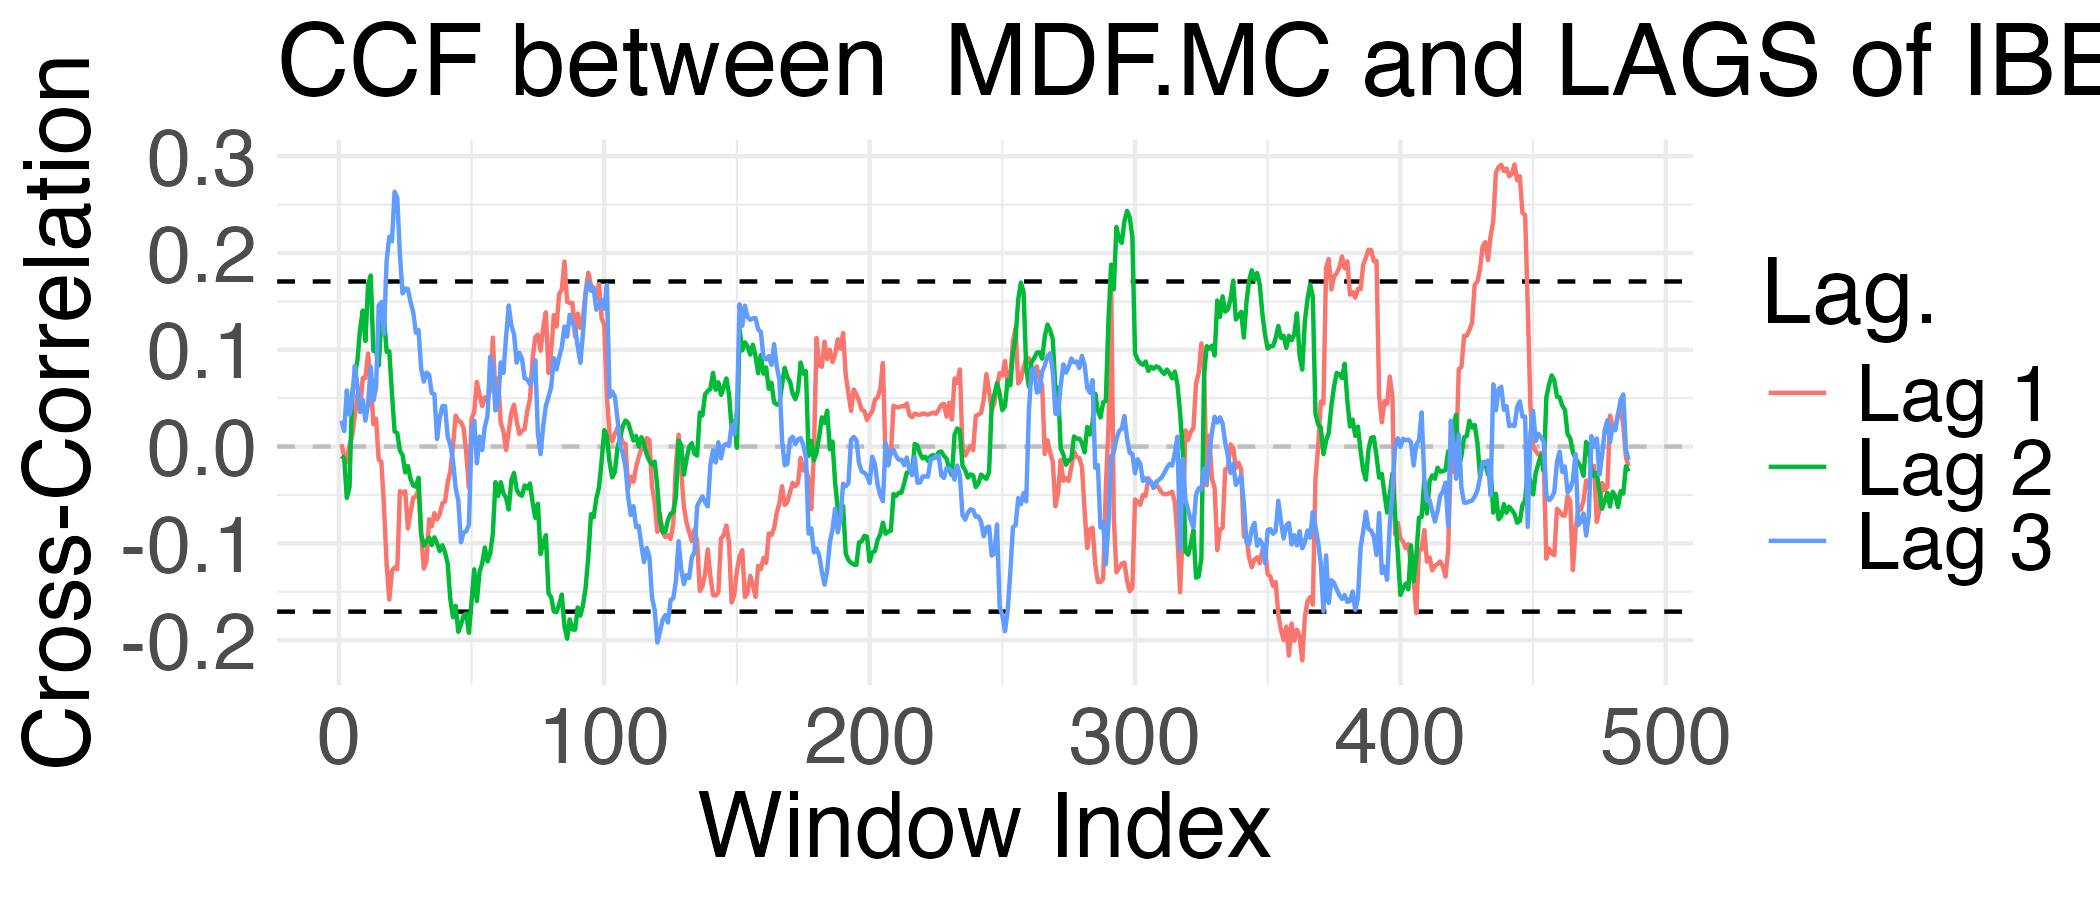 CCF between  MDF.MC and LAGS of IBE
Cross-Correlation
0.3
0.2
0.1
0.0
-0.1
-0.2
0 100 200 300 400 500
Window Index
Lag.
Lag 1
Lag 2
Lag 3